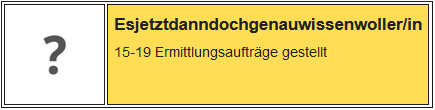 ?
Esjetztdanndochgenauwissenwoller/in
15-19 Ermittlungsaufträge gestellt